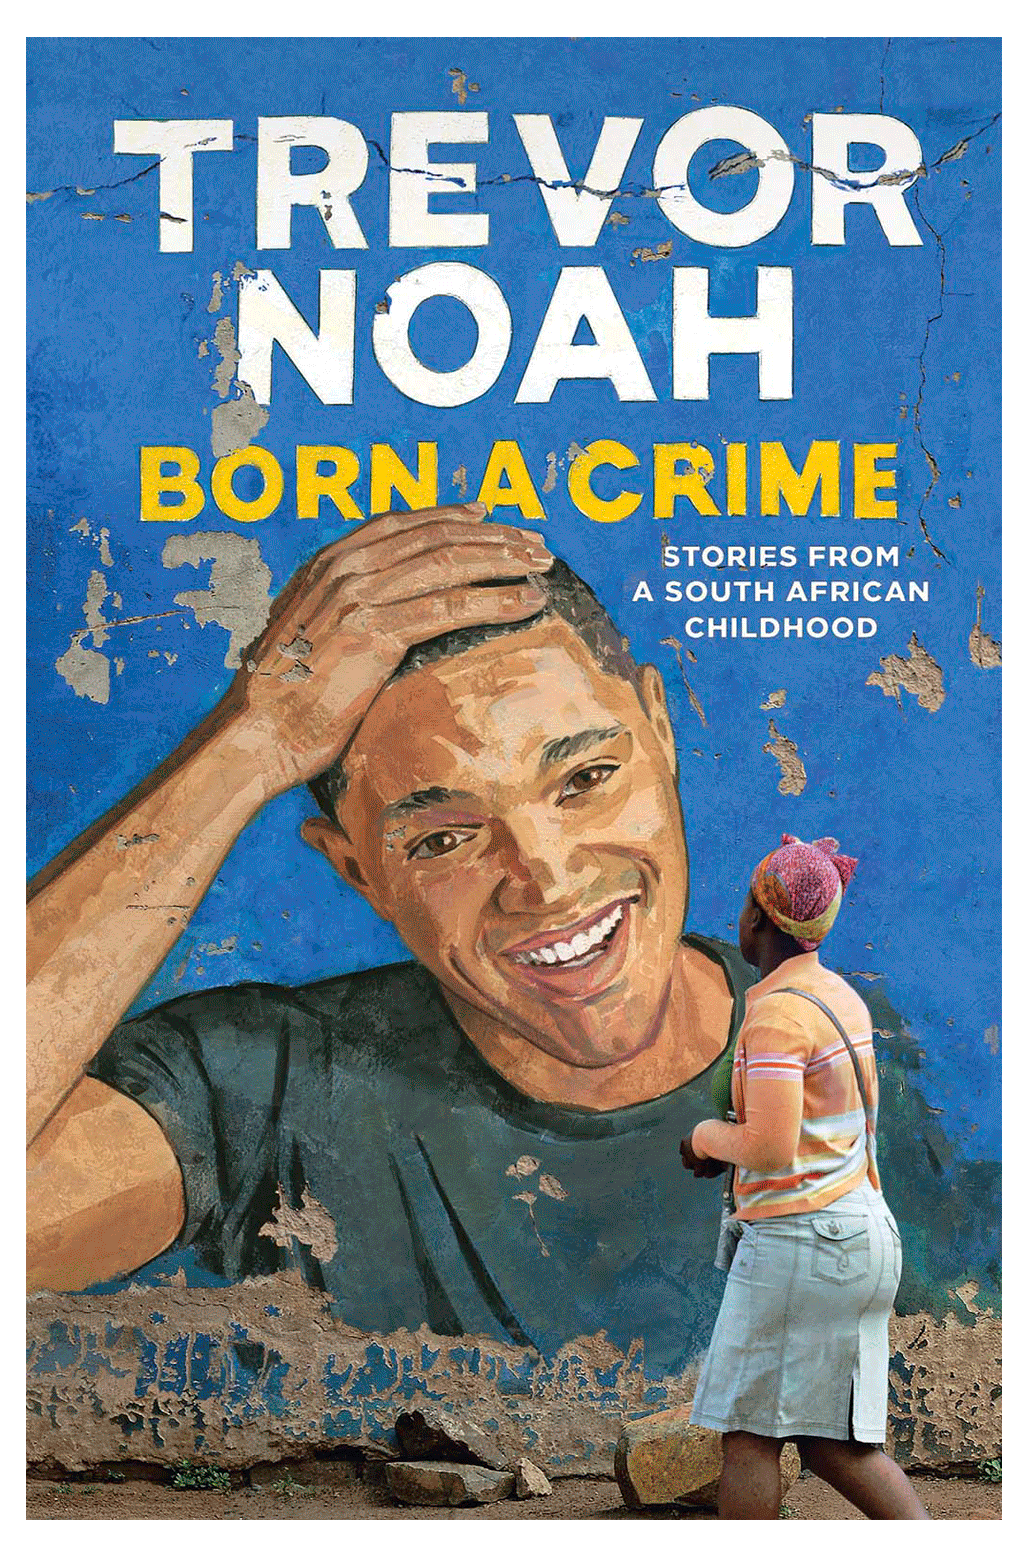 TREVOR
NOAH
BORN A CRIME
STORIES FROM
A SOUTH AFRICAN
CHILDHOOD